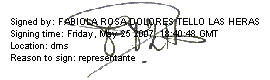 Signed by: FABIOLA ROSA DOLORES TELLO LAS HERAS
Signing time: Friday, May 25 2007, 18:40:48 GMT
Location: dms
Reason to sign: representante